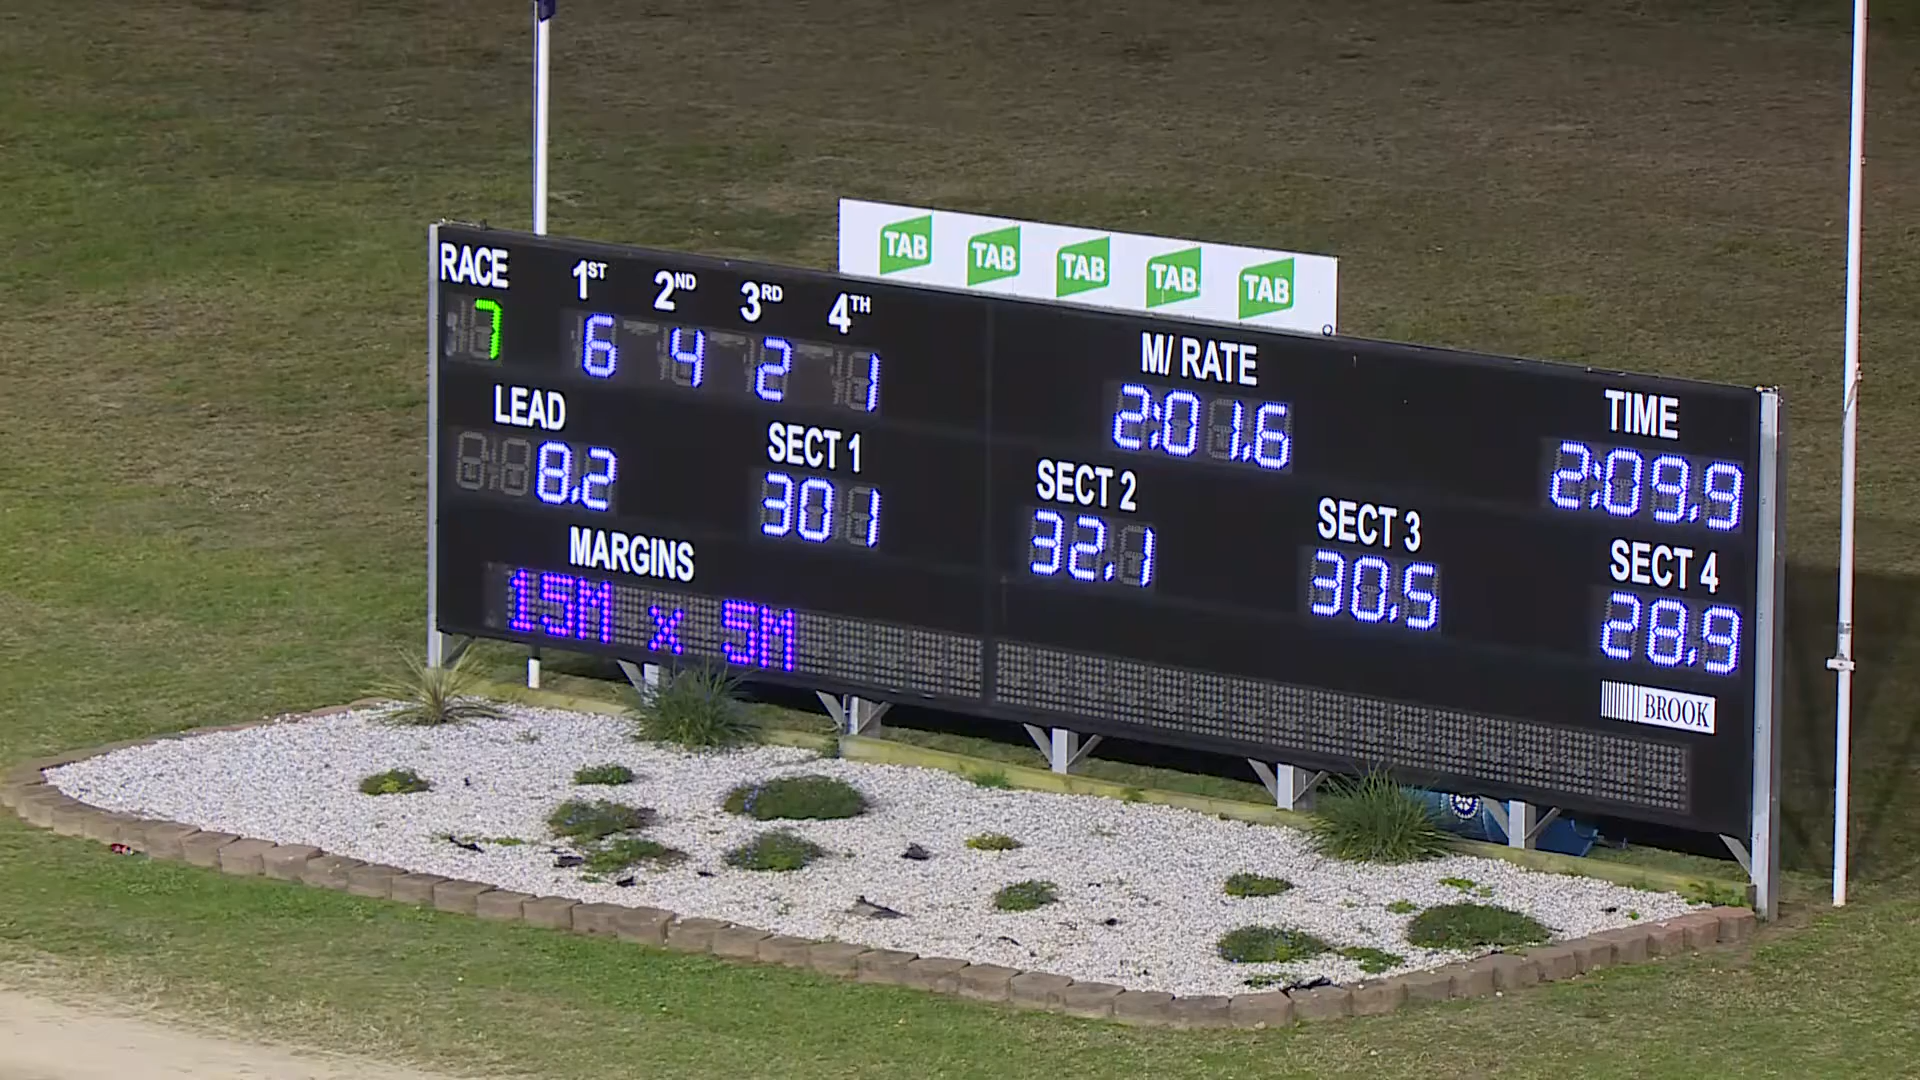 TAB TAB TAB TAB TAB
RACE 1ST 2ND 3RD 4TH
7 6 4 2 1
M/ RATE
2:01.6
TIME
2:09.9
LEAD
8.2
SECT 1
30 1
SECT 2
32.1
SECT 3
30.5
SECT 4
28.9
MARGINS
15M x 5M
BROOK